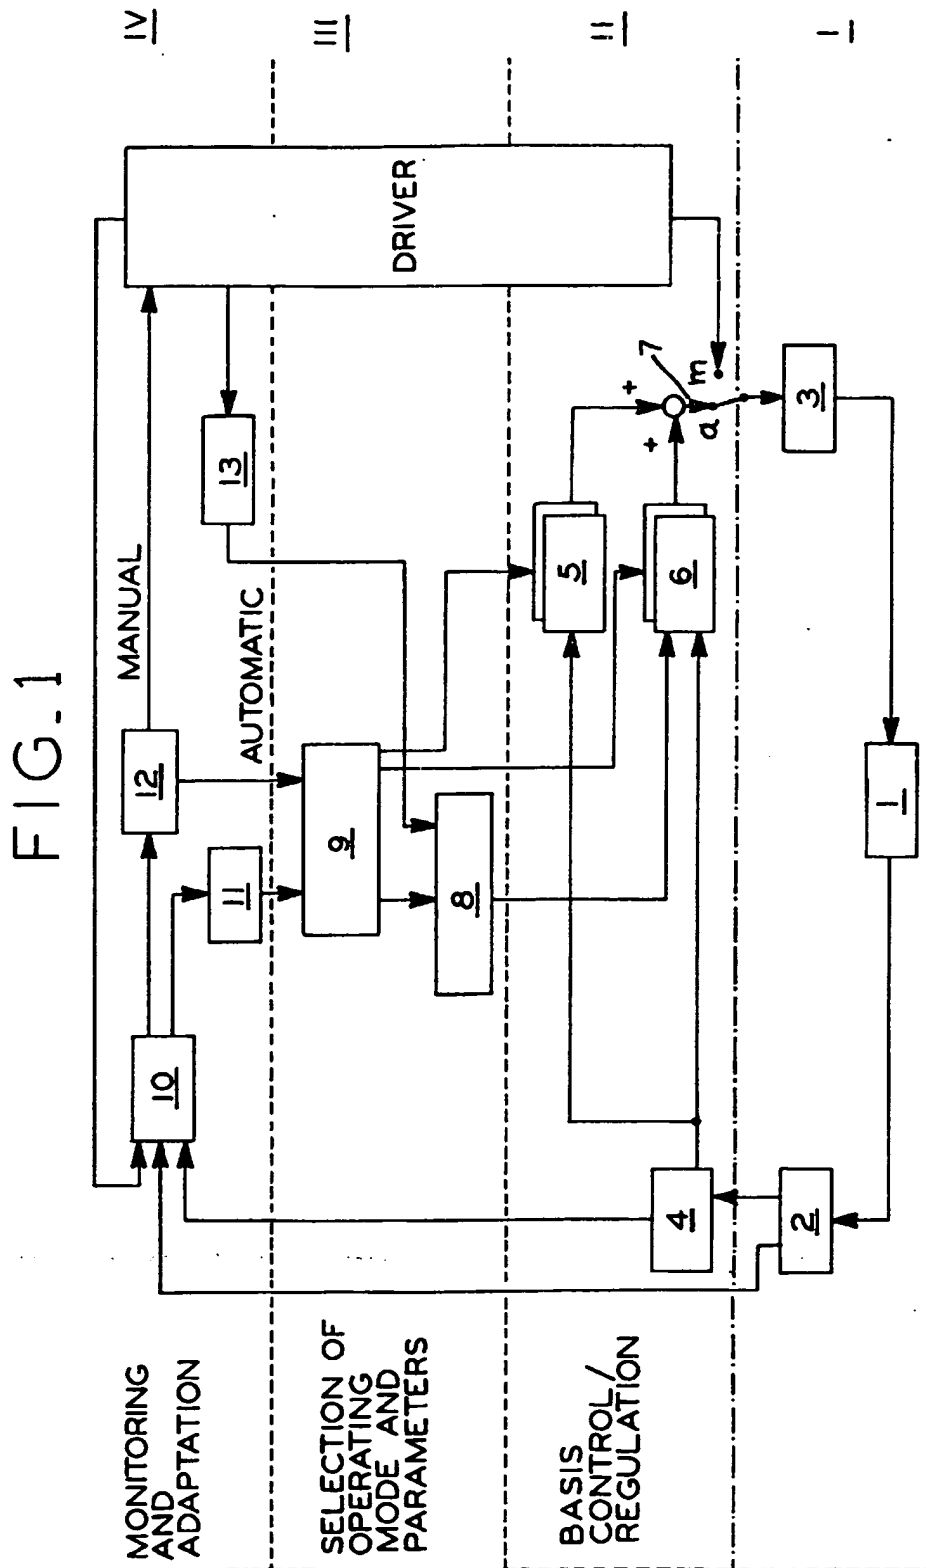 FIG. 1
MONITORING
AND
ADAPTATION
10
12
MANUAL
11
AUTOMATIC
13
IV
SELECTION OF
OPERATING
MODE AND
PARAMETERS
9
8
DRIVER
III
BASIS
CONTROL/
REGULATION
4
5
6
+
+
7
a
m
II
2
1
3
I